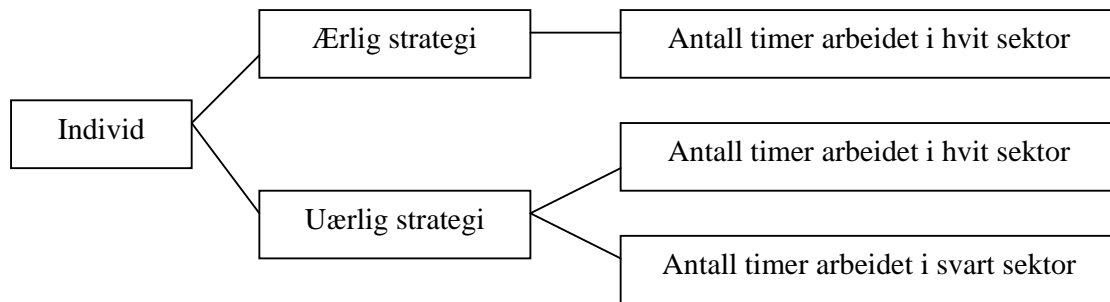 Individ
Ærlig strategi
Antall timer arbeidet i hvit sektor
Uærlig strategi
Antall timer arbeidet i hvit sektor
Antall timer arbeidet i svart sektor